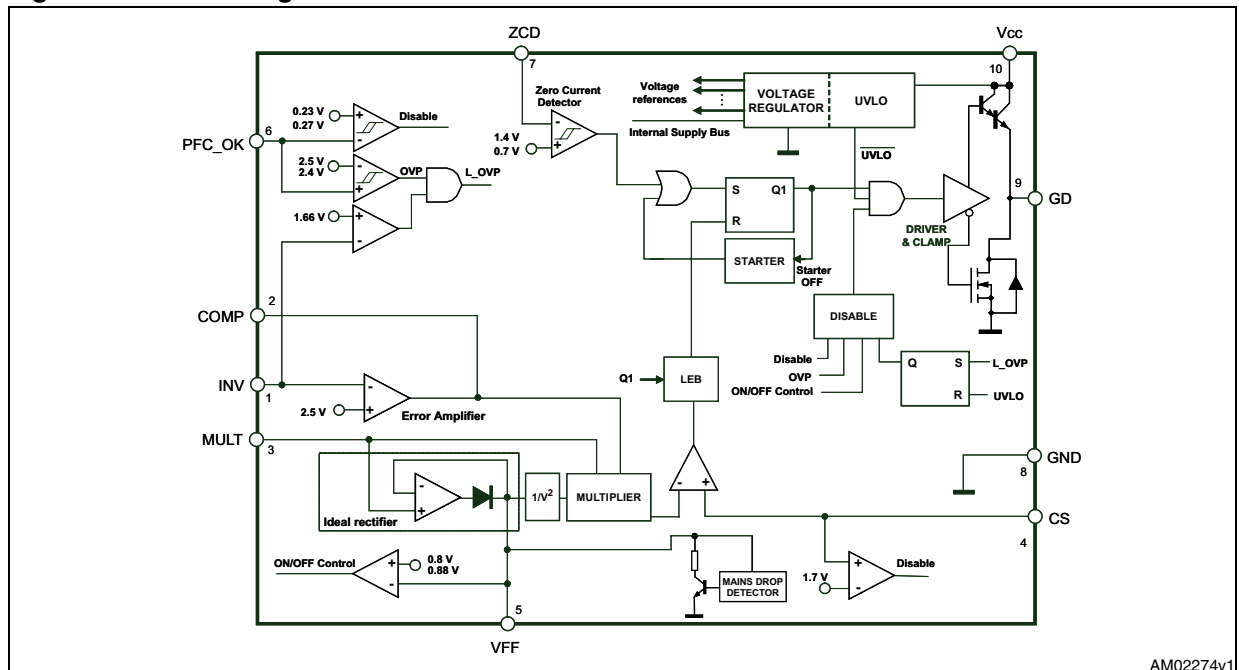 ZCD
Vcc
7
10
Zero Current
Detector
Voltage
references
VOLTAGE
REGULATOR
UVLO
Internal Supply Bus
0.23 V
0.27 V
Disable
6
PFC_OK
1.4 V
0.7 V
UVLO
2.5 V
2.4 V
OVP
L_OVP
S
Q1
R
9
GD
1.66 V
DRIVER
& CLAMP
STARTER
Starter
OFF
2
COMP
DISABLE
Disable
OVP
ON/OFF Control
Q
S
L_OVP
R
UVLO
Q1
LEB
INV
1
2.5 V
Error Amplifier
MULT
3
GND
8
1/V2
MULTIPLIER
Ideal rectifier
CS
4
ON/OFF Control
0.8 V
0.88 V
MAINS DROP
DETECTOR
1.7 V
Disable
5
VFF
AM02274v1